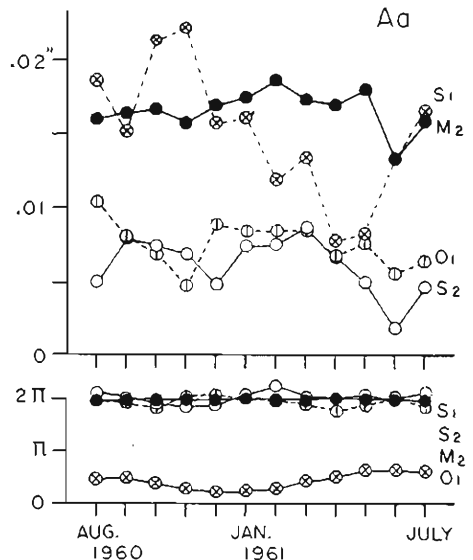 Aa
.02"
S1
M2
.01
O1
S2
0
2π
S1
S2
π
M2
O1
0
AUG. JAN. JULY
1960 1961